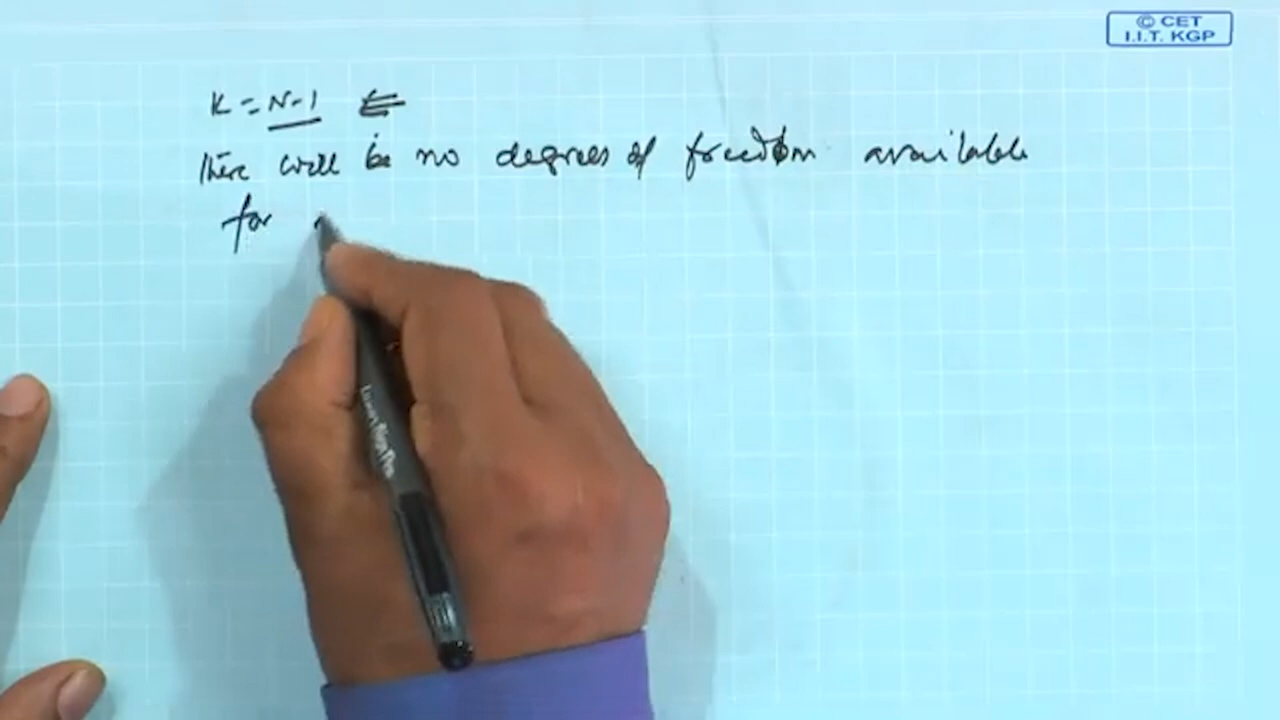 © CET
I.I.T. KGP
K = N-1
There will be no degrees of freedom available
for